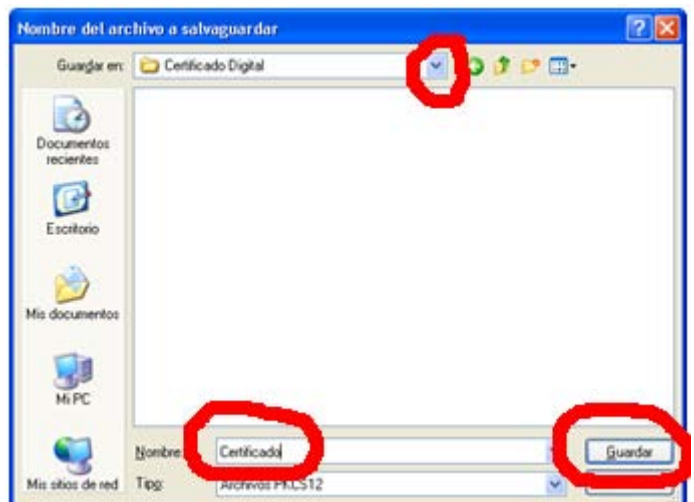 Nombre del archivo a salvaguardar
Guardar en: Certificado Digital
Documentos
recientes
Escritorio
Mis documentos
Mi PC
Mis sitios de red
Nombre Certificado Guardar
Tipo: Archivos PKCS12